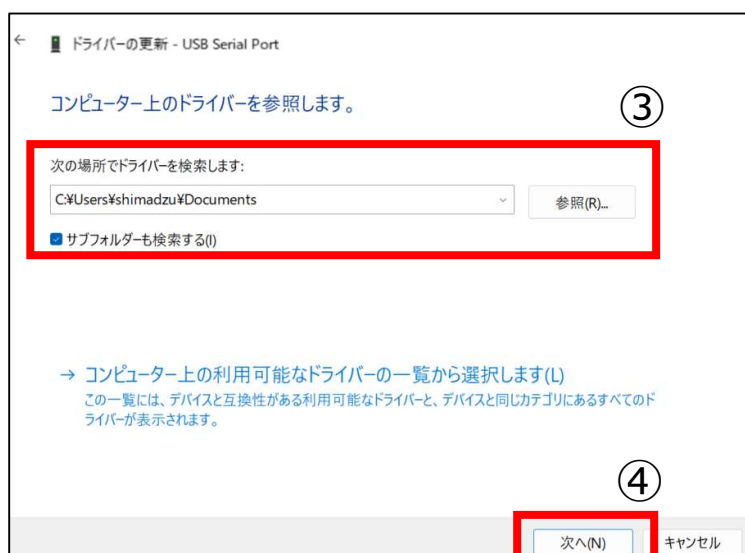 ← ドライバーの更新 - USB Serial Port
コンピューター上のドライバーを参照します。
③
次の場所でドライバーを検索します:
C:¥Users¥shimadzu¥Documents
参照(R)...
サブフォルダーも検索する(I)
→ コンピューター上の利用可能なドライバーの一覧から選択します(L)
この一覧には、デバイスと互換性がある利用可能なドライバーと、デバイスと同じカテゴリにあるすべてのド
ライバーが表示されます。
④
次へ(N)
キャンセル